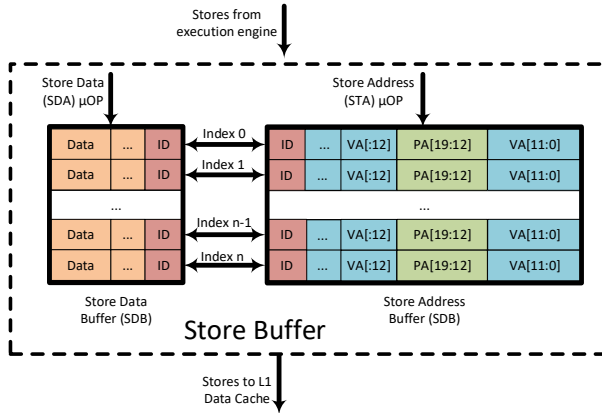 Stores from
execution engine
Store Data
(SDA) µOP
Store Address
(STA) µOP
Data ... ID Index 0 ID ... VA[:12] PA[19:12] VA[11:0]
Data ... ID Index 1 ID ... VA[:12] PA[19:12] VA[11:0]
... ...
Data ... ID Index n-1 ID ... VA[:12] PA[19:12] VA[11:0]
Data ... ID Index n ID ... VA[:12] PA[19:12] VA[11:0]
Store Data
Buffer (SDB)
Store Address
Buffer (SDB)
Store Buffer
Stores to L1
Data Cache